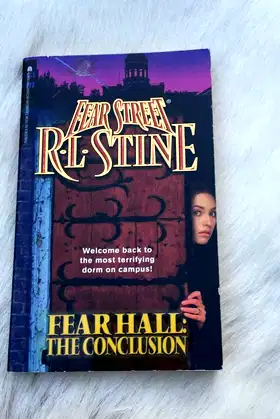 FEAR STREET®
R·L·STINE
Welcome back to
the most terrifying
dorm on campus!
FEAR HALL:
THE CONCLUSION